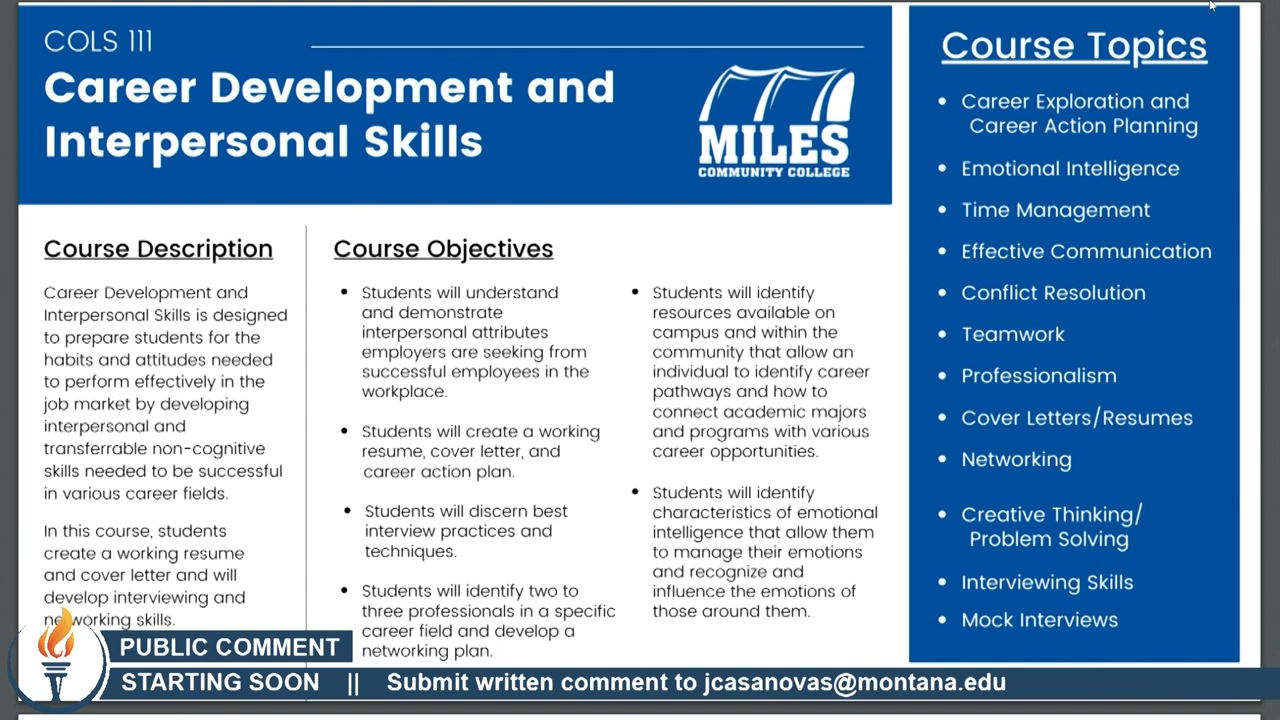 COLS 111
Career Development and
Interpersonal Skills
MILES
COMMUNITY COLLEGE
Course Description
Career Development and
Interpersonal Skills is designed
to prepare students for the
habits and attitudes needed
to perform effectively in the
job market by developing
interpersonal and
transferrable non-cognitive
skills needed to be successful
in various career fields.
In this course, students
create a working resume
and cover letter and will
develop interviewing and
networking skills.
Course Objectives
• Students will understand
and demonstrate
interpersonal attributes
employers are seeking from
successful employees in the
workplace.
• Students will create a working
resume, cover letter, and
career action plan.
• Students will discern best
interview practices and
techniques.
• Students will identify two to
three professionals in a specific
career field and develop a
networking plan.
• Students will identify
resources available on
campus and within the
community that allow an
individual to identify career
pathways and how to
connect academic majors
and programs with various
career opportunities.
• Students will identify
characteristics of emotional
intelligence that allow them
to manage their emotions
and recognize and
influence the emotions of
those around them.
Course Topics
• Career Exploration and
Career Action Planning
• Emotional Intelligence
• Time Management
• Effective Communication
• Conflict Resolution
• Teamwork
• Professionalism
• Cover Letters/Resumes
• Networking
• Creative Thinking/
Problem Solving
• Interviewing Skills
• Mock Interviews
PUBLIC COMMENT
STARTING SOON || Submit written comment to jcasanovas@montana.edu